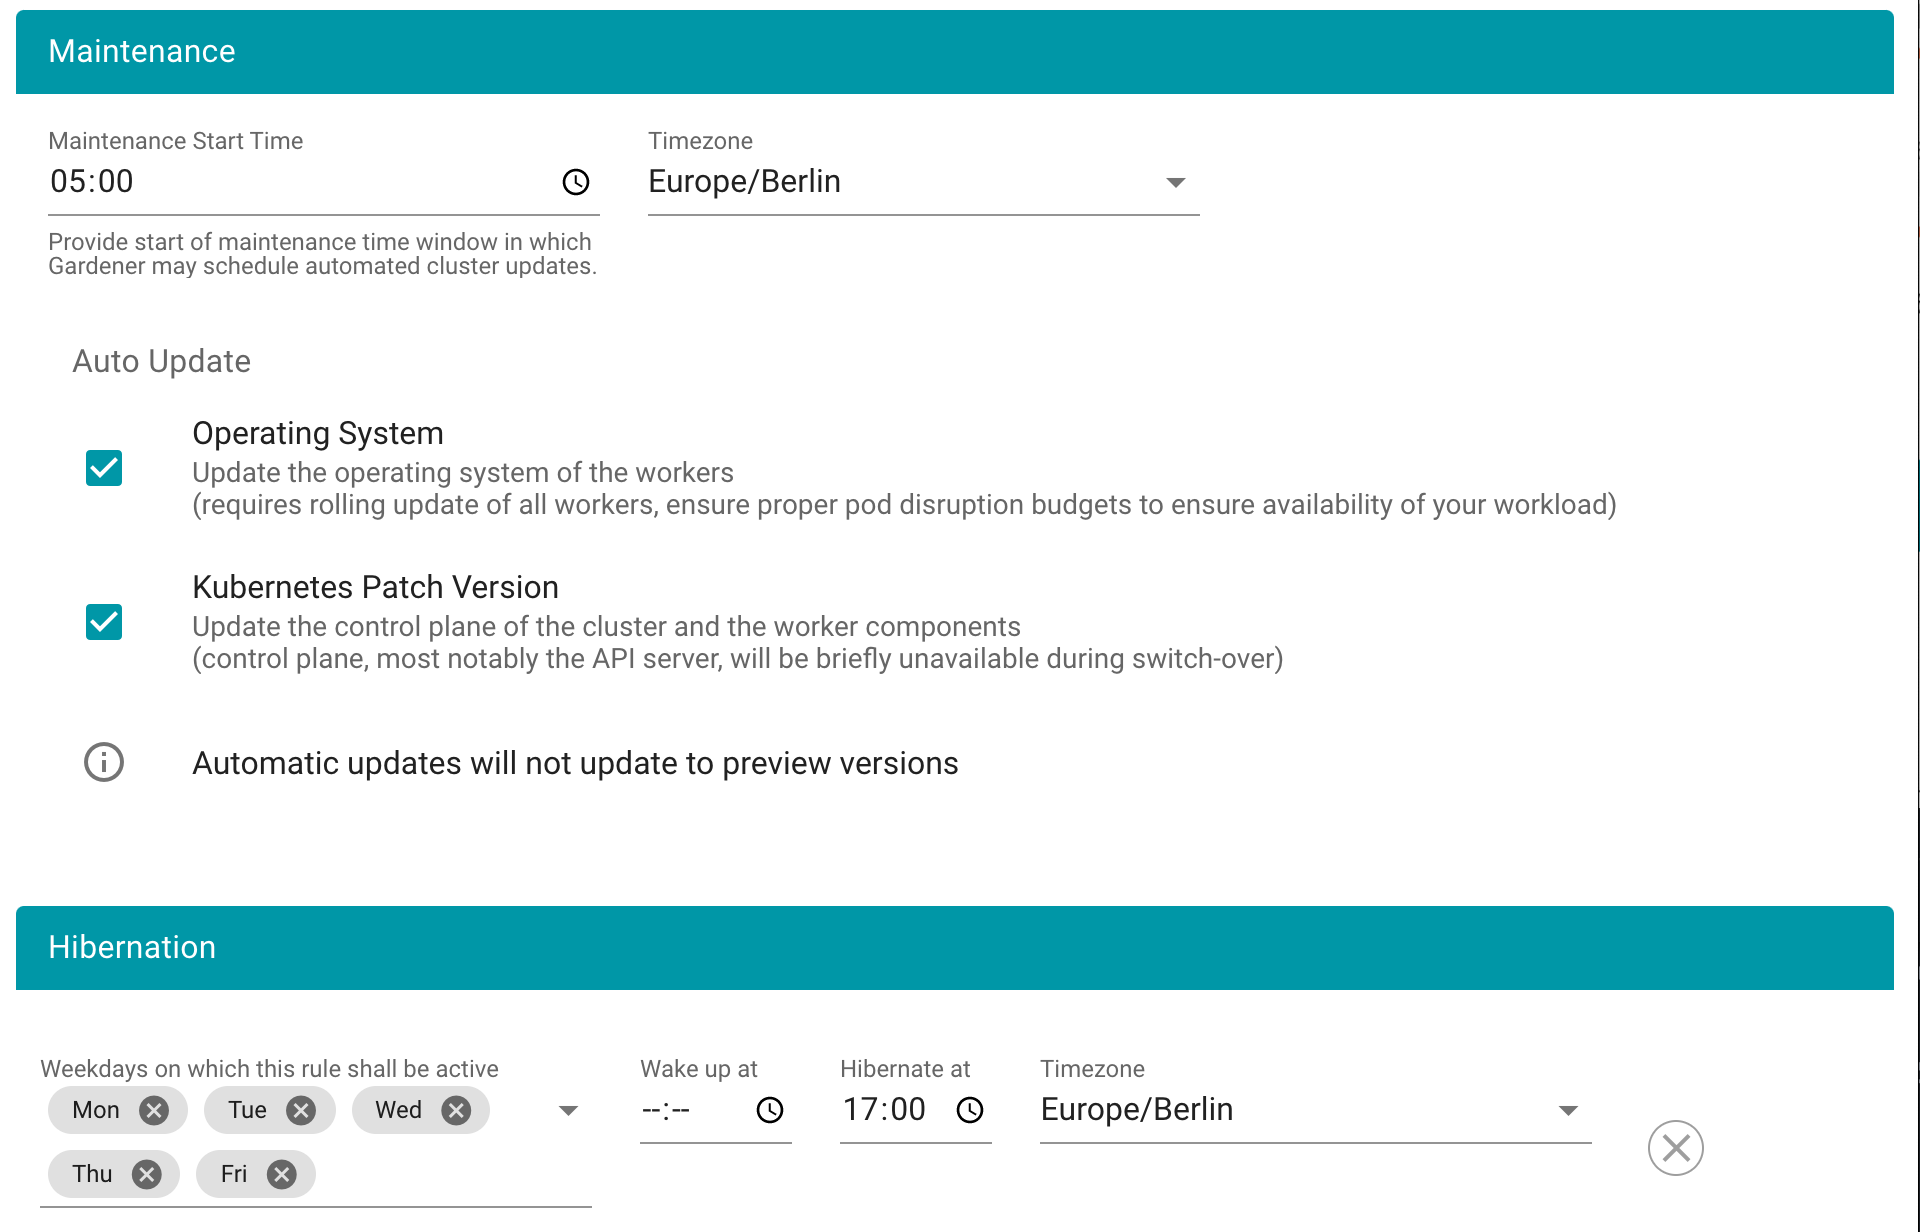 Maintenance
Maintenance Start Time
Timezone
05:00
Europe/Berlin
Provide start of maintenance time window in which
Gardener may schedule automated cluster updates.
Auto Update
Operating System
Update the operating system of the workers
(requires rolling update of all workers, ensure proper pod disruption budgets to ensure availability of your workload)
Kubernetes Patch Version
Update the control plane of the cluster and the worker components
(control plane, most notably the API server, will be briefly unavailable during switch-over)
Automatic updates will not update to preview versions
Hibernation
Weekdays on which this rule shall be active
Wake up at
Hibernate at
Timezone
Mon Tue Wed
--:--
17:00
Europe/Berlin
Thu Fri